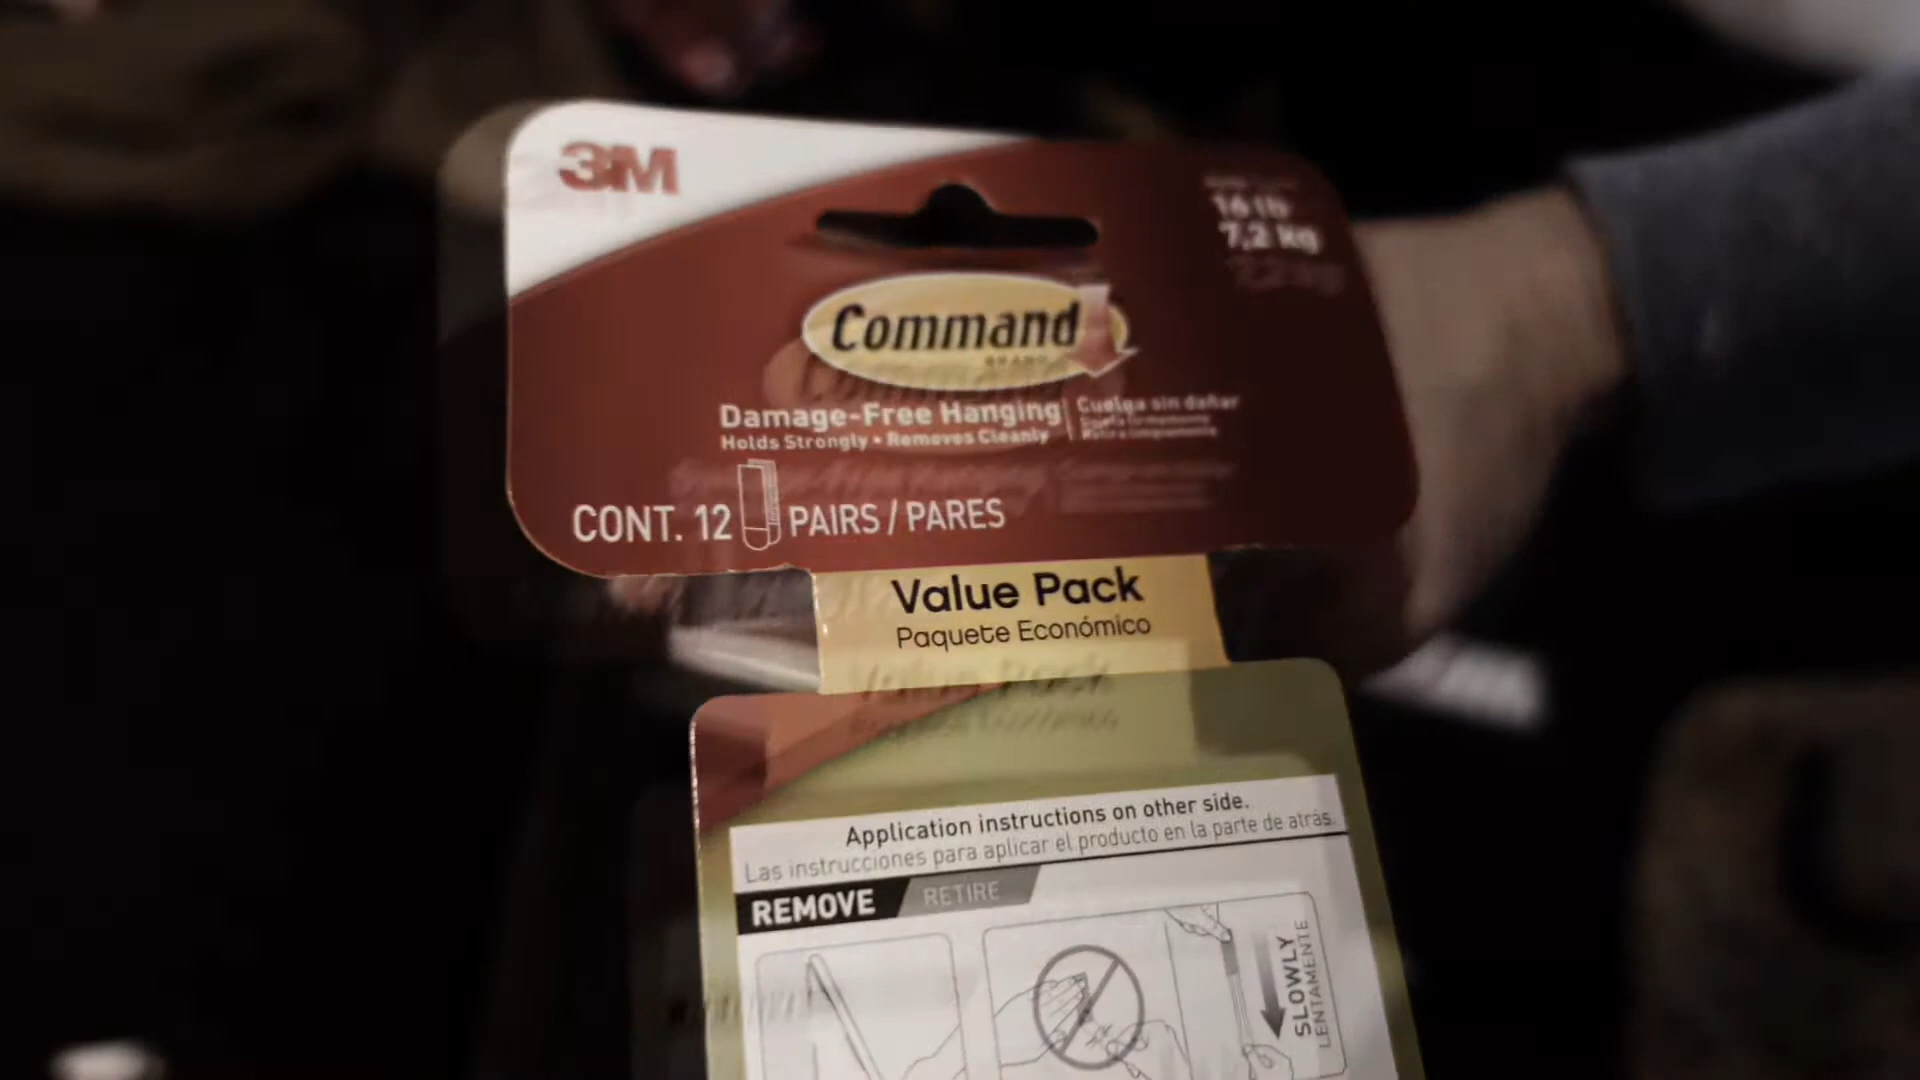 3M
16 lb
7,2 kg
Command
BRAND
Damage-Free Hanging
Holds Strongly • Removes Cleanly
Cuelga sin dañar
CONT. 12 PAIRS / PARES
Value Pack
Paquete Económico
Application instructions on other side.
Las instrucciones para aplicar el producto en la parte de atrás.
REMOVE
RETIRE
SLOWLY
LENTAMENTE